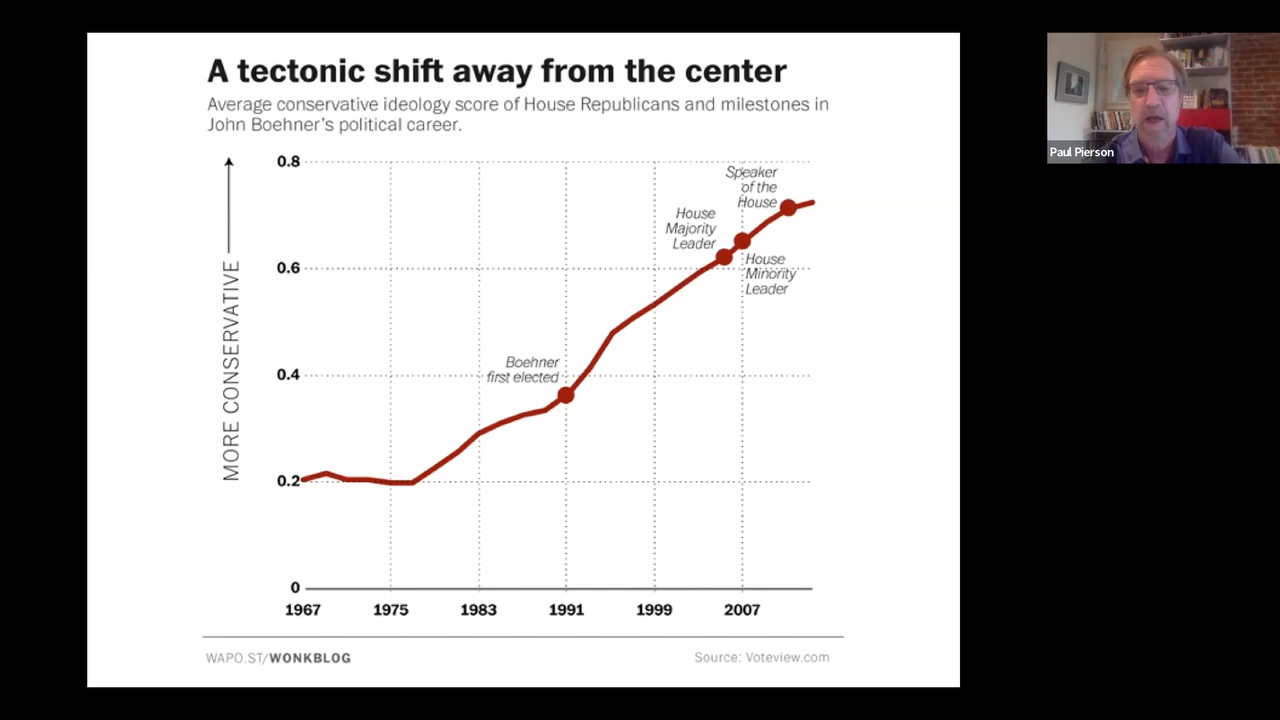 A tectonic shift away from the center
Average conservative ideology score of House Republicans and milestones in
John Boehner's political career.
MORE CONSERVATIVE
0.8
0.6
0.4
0.2
0
Speaker
of the
House
House
Majority
Leader
House
Minority
Leader
Boehner
first elected
1967 1975 1983 1991 1999 2007
WAPO.ST/WONKBLOG
Source: Voteview.com
Paul Pierson